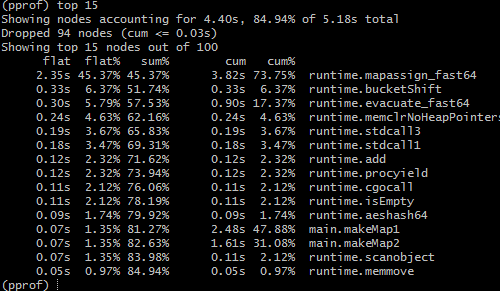 (pprof) top 15
Showing nodes accounting for 4.40s, 84.94% of 5.18s total
Dropped 94 nodes (cum <= 0.03s)
Showing top 15 nodes out of 100
flat flat% sum% cum cum%
2.35s 45.37% 45.37% 3.82s 73.75% runtime.mapassign_fast64
0.33s 6.37% 51.74% 0.33s 6.37% runtime.bucketShift
0.30s 5.79% 57.53% 0.90s 17.37% runtime.evacuate_fast64
0.24s 4.63% 62.16% 0.24s 4.63% runtime.memclrNoHeapPointers
0.19s 3.67% 65.83% 0.19s 3.67% runtime.stdcall3
0.18s 3.47% 69.31% 0.18s 3.47% runtime.stdcall1
0.12s 2.32% 71.62% 0.12s 2.32% runtime.add
0.12s 2.32% 73.94% 0.12s 2.32% runtime.procyield
0.11s 2.12% 76.06% 0.11s 2.12% runtime.cgocall
0.11s 2.12% 78.19% 0.11s 2.12% runtime.isEmpty
0.09s 1.74% 79.92% 0.09s 1.74% runtime.aeshash64
0.07s 1.35% 81.27% 2.48s 47.88% main.makeMap1
0.07s 1.35% 82.63% 1.61s 31.08% main.makeMap2
0.07s 1.35% 83.98% 0.11s 2.12% runtime.scanobject
0.05s 0.97% 84.94% 0.05s 0.97% runtime.memmove
(pprof)